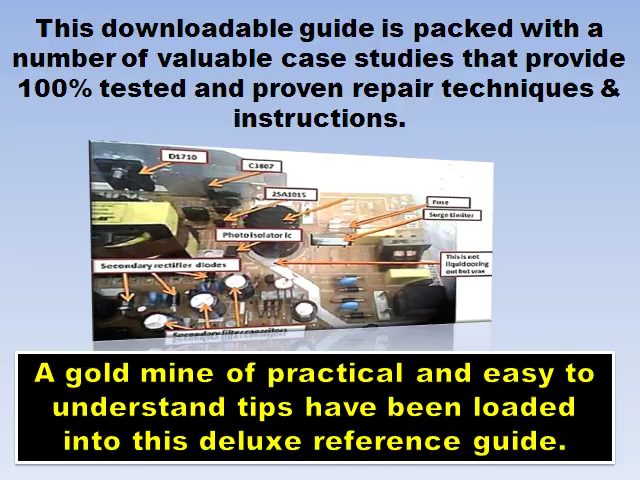 This downloadable guide is packed with a
number of valuable case studies that provide
100% tested and proven repair techniques &
instructions.
D1710
C3807
2SA1015
Fuse
Surge Limiter
Photo isolator ic
This is not
liquid oozing
out but wax
Secondary rectifier diodes
Secondary filter capacitors
A gold mine of practical and easy to
understand tips have been loaded
into this deluxe reference guide.